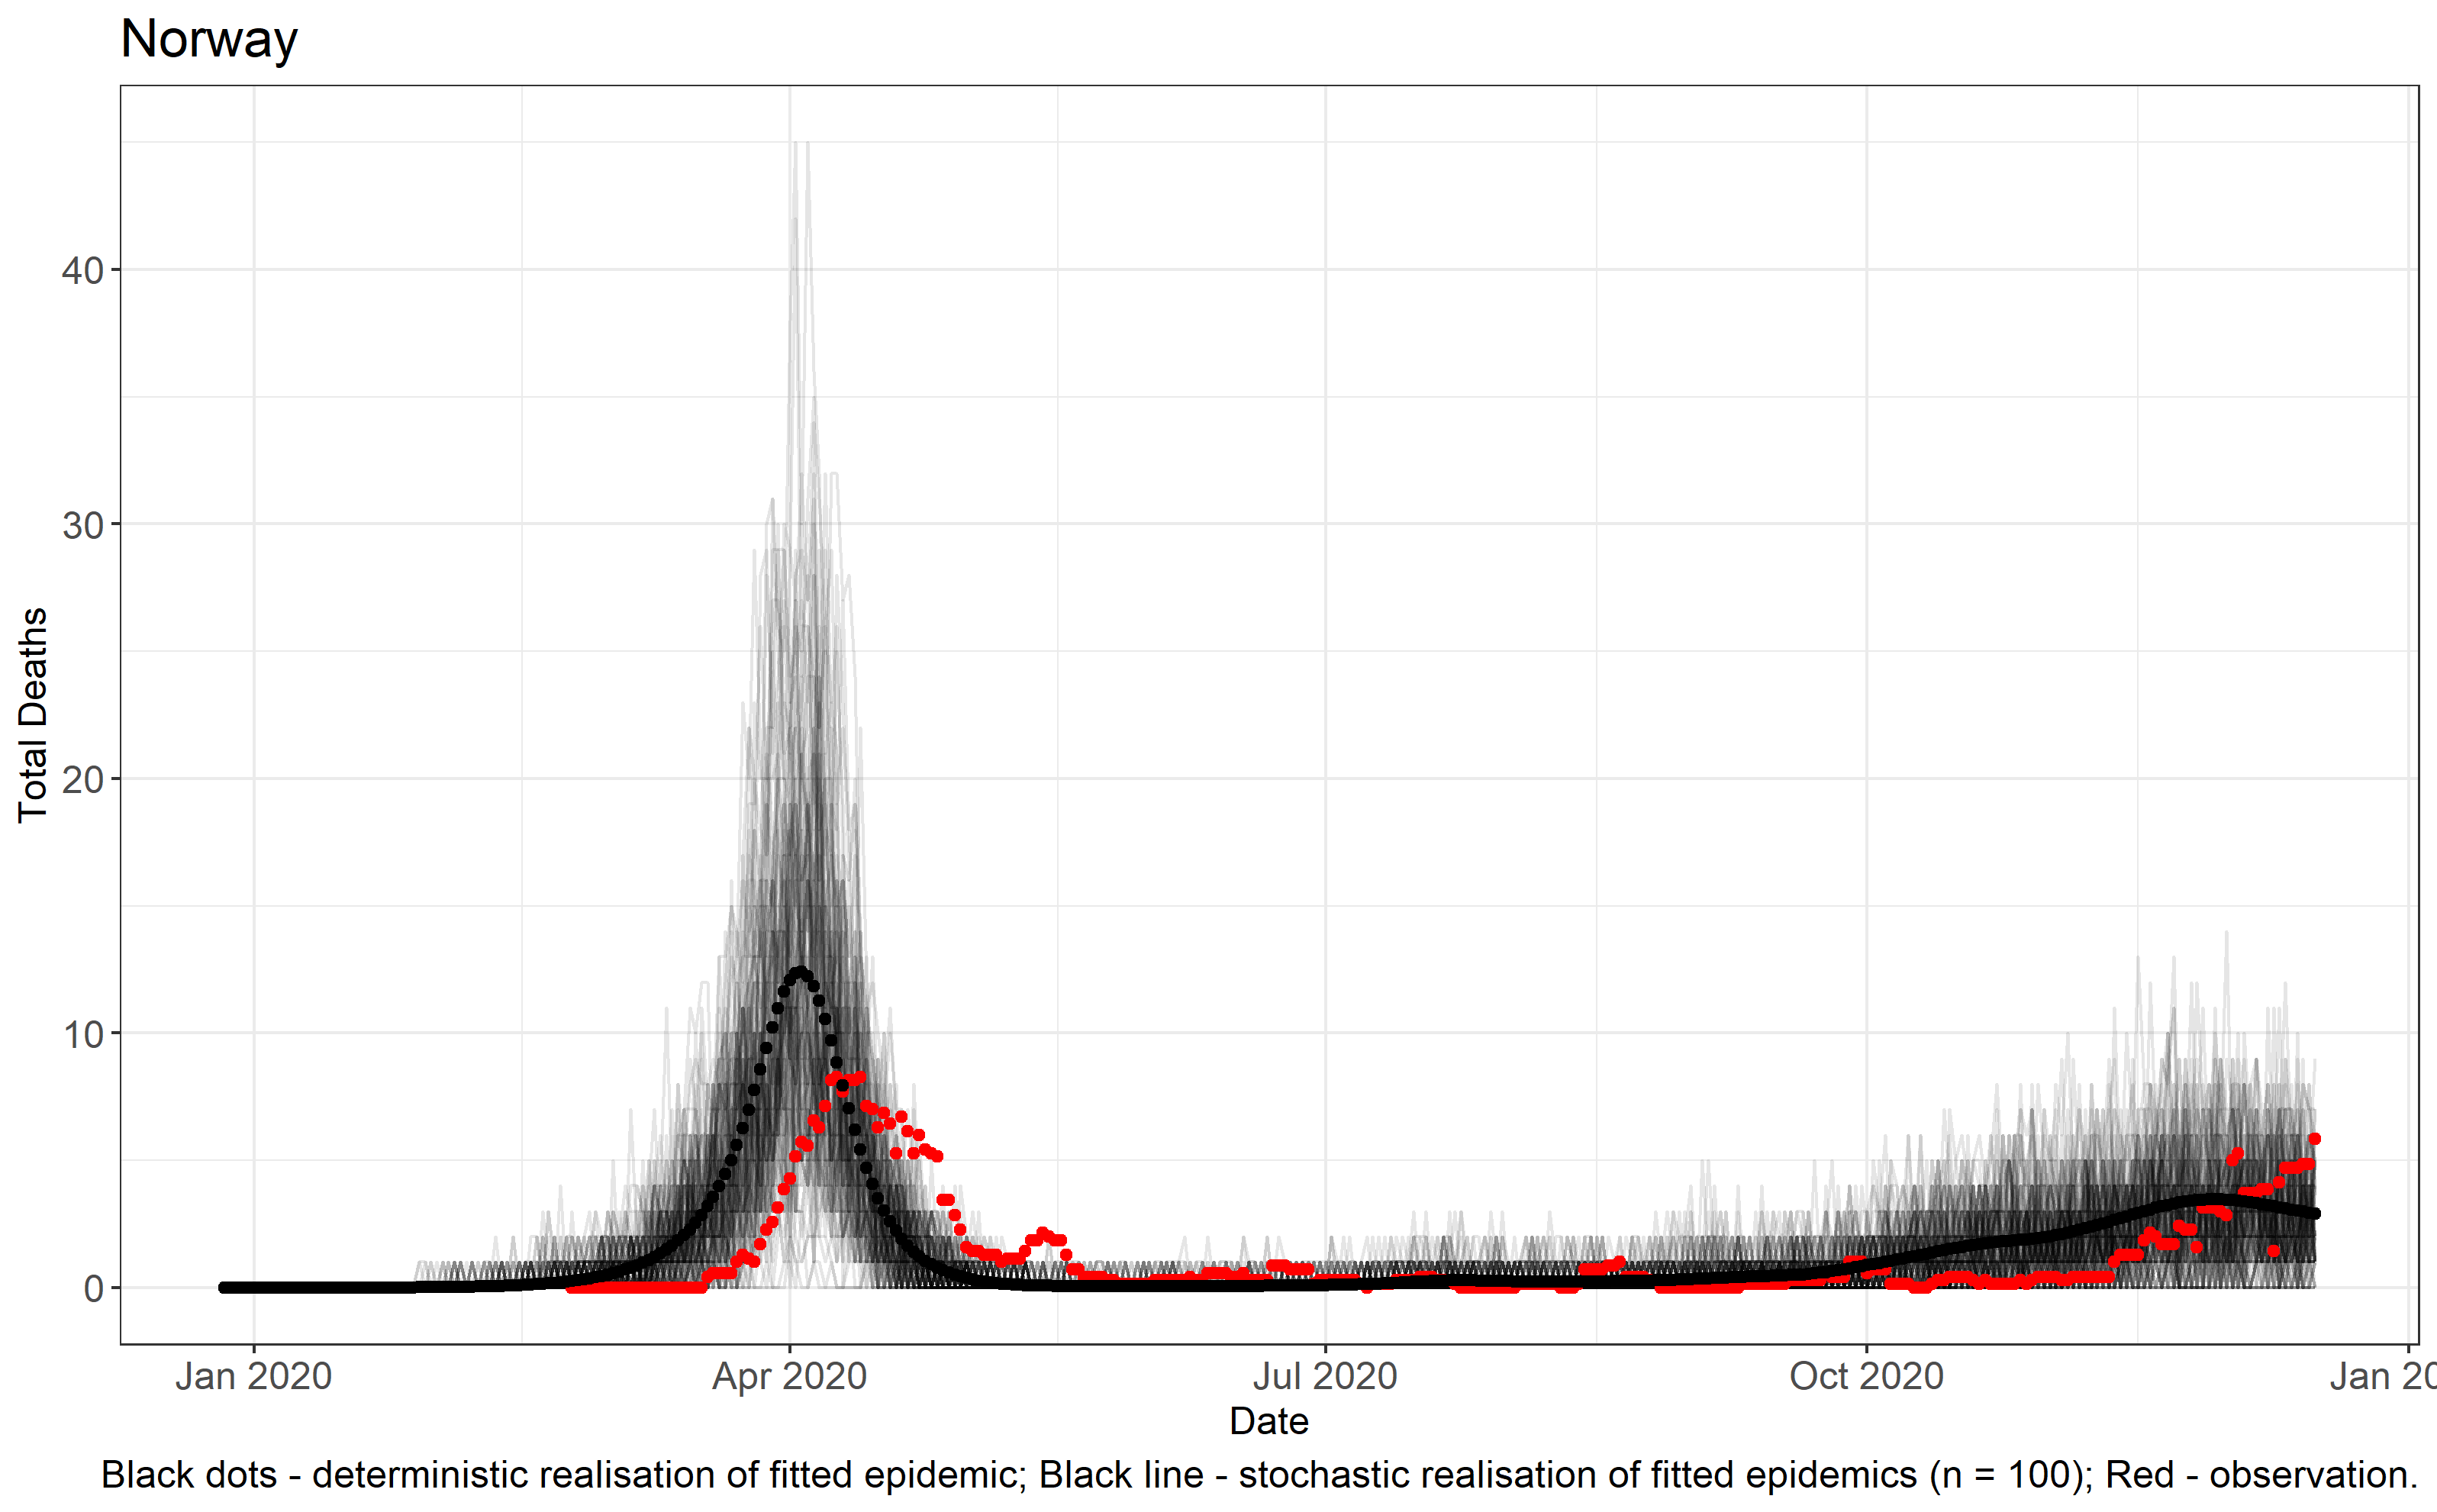 Norway
Total Deaths
40
30
20
10
0
Jan 2020
Apr 2020
Jul 2020
Oct 2020
Jan 20
Date
Black dots - deterministic realisation of fitted epidemic; Black line - stochastic realisation of fitted epidemics (n = 100); Red - observation.